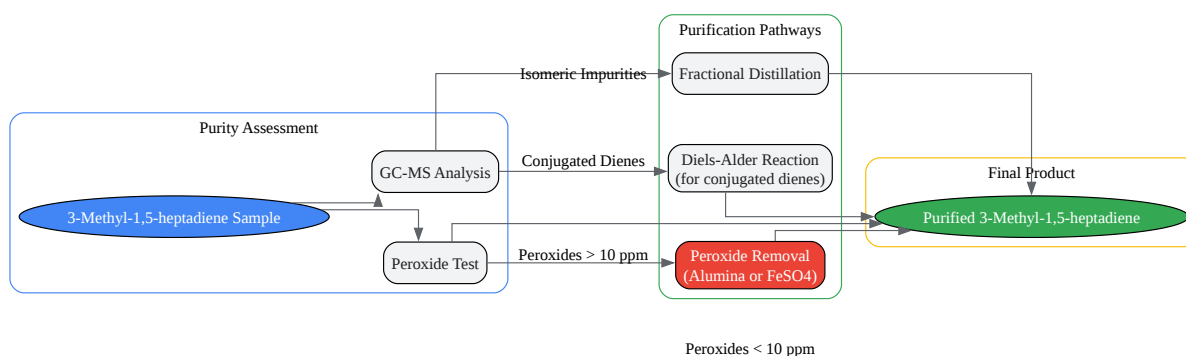 Purification Pathways
Isomeric Impurities
Fractional Distillation
Purity Assessment
GC-MS Analysis
Conjugated Dienes
Diels-Alder Reaction
(for conjugated dienes)
Final Product
3-Methyl-1,5-heptadiene Sample
Purified 3-Methyl-1,5-heptadiene
Peroxide Test
Peroxides > 10 ppm
Peroxide Removal
(Alumina or FeSO4)
Peroxides < 10 ppm